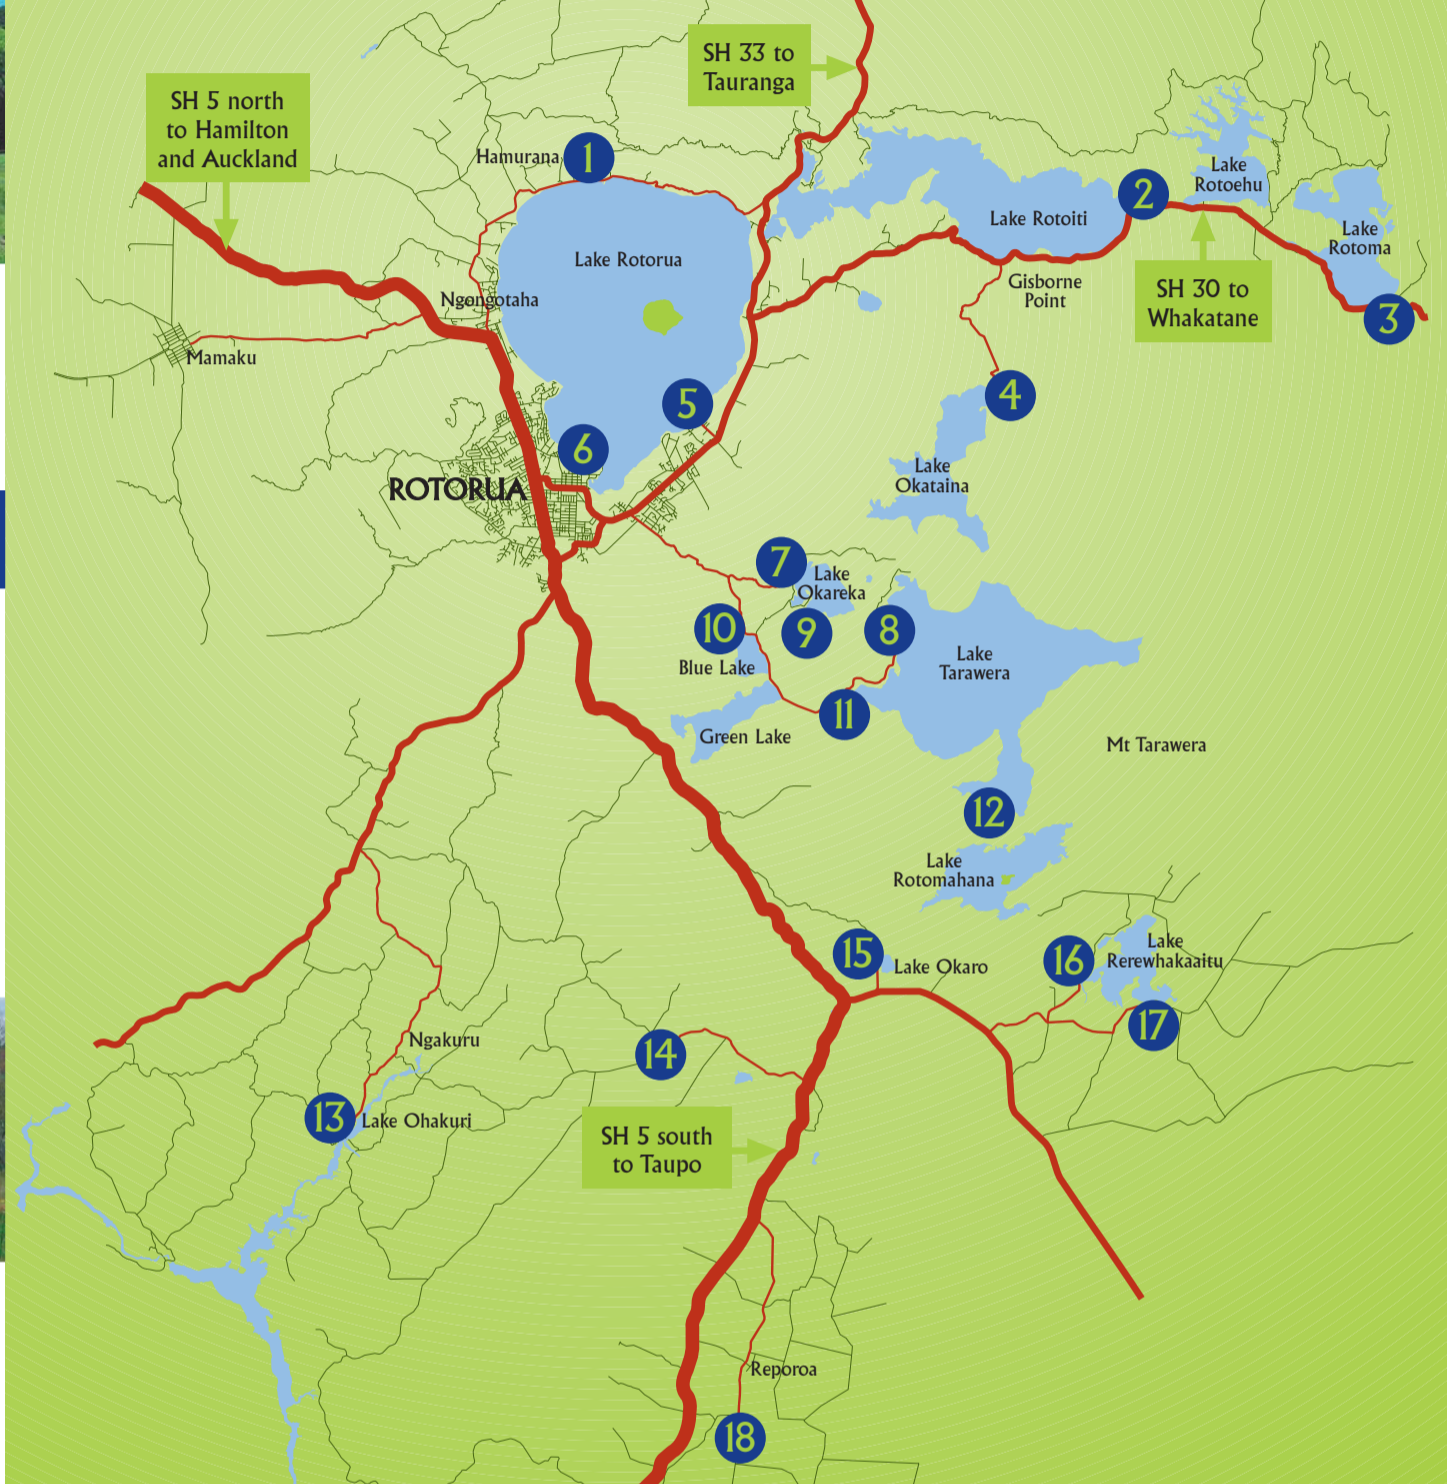 SH 33 to
Tauranga
SH 5 north
to Hamilton
and Auckland
Hamurana
1
Lake
Rotoehu
2
Lake Rotoiti
Lake
Rotoma
Lake Rotorua
Gisborne
Point
SH 30 to
Whakatane
Ngongotaha
3
Mamaku
4
5
6
Lake
Okataina
ROTORUA
7
Lake
Okareka
10
9
8
Blue Lake
Lake
Tarawera
11
Green Lake
Mt Tarawera
12
Lake
Rotomahana
15
Lake Okaro
16
Lake
Rerewhakaaitu
17
Ngakuru
14
13
Lake Ohakuri
SH 5 south
to Taupo
Reporoa
18